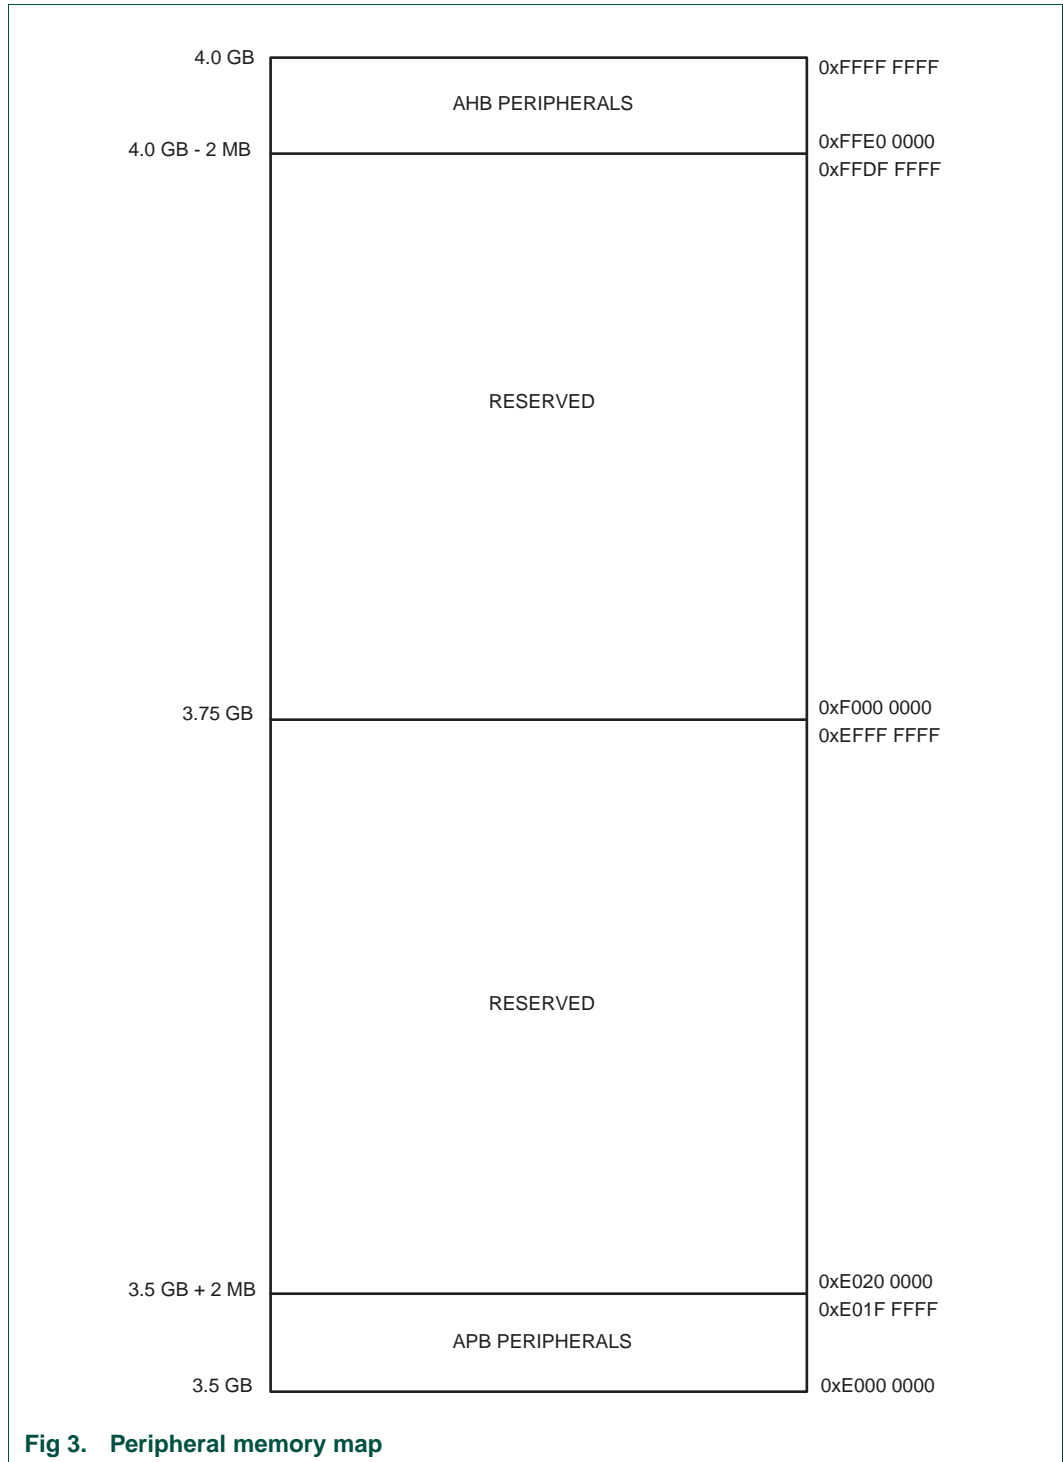 4.0 GB
0xFFFF FFFF
AHB PERIPHERALS
4.0 GB - 2 MB
0xFFE0 0000
0xFFDF FFFF
RESERVED
3.75 GB
0xF000 0000
0xEFFF FFFF
RESERVED
3.5 GB + 2 MB
0xE020 0000
0xE01F FFFF
APB PERIPHERALS
3.5 GB
0xE000 0000
Fig 3. Peripheral memory map